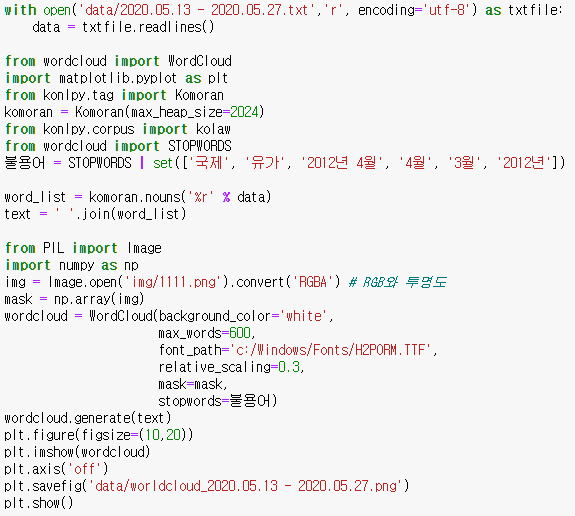 with open('data/2020.05.13 - 2020.05.27.txt','r', encoding='utf-8') as txtfile:
    data = txtfile.readlines()

from wordcloud import WordCloud
import matplotlib.pyplot as plt
from konlpy.tag import Komoran
komoran = Komoran(max_heap_size=2024)
from konlpy.corpus import kolaw
from wordcloud import STOPWORDS
불용어 = STOPWORDS | set(['국제', '유가', '2012년 4월', '4월', '3월', '2012년'])

word_list = komoran.nouns('%r' % data)
text = ' '.join(word_list)

from PIL import Image
import numpy as np
img = Image.open('img/1111.png').convert('RGBA') # RGB와 투명도
mask = np.array(img)
wordcloud = WordCloud(background_color='white',
                      max_words=600,
                      font_path='c:/Windows/Fonts/H2PORM.TTF',
                      relative_scaling=0.3,
                      mask=mask,
                      stopwords=불용어)
wordcloud.generate(text)
plt.figure(figsize=(10,20))
plt.imshow(wordcloud)
plt.axis('off')
plt.savefig('data/worldcloud_2020.05.13 - 2020.05.27.png')
plt.show()